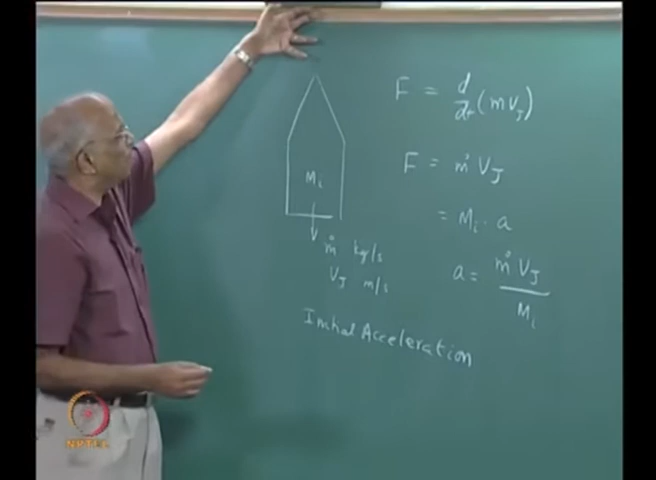 F = d/dt (mV_J)
F = ṁ V_J
= M_i · a
a = ṁ V_J / M_i
M_i
ṁ kg/s
V_J m/s
Initial Acceleration
NPTEL